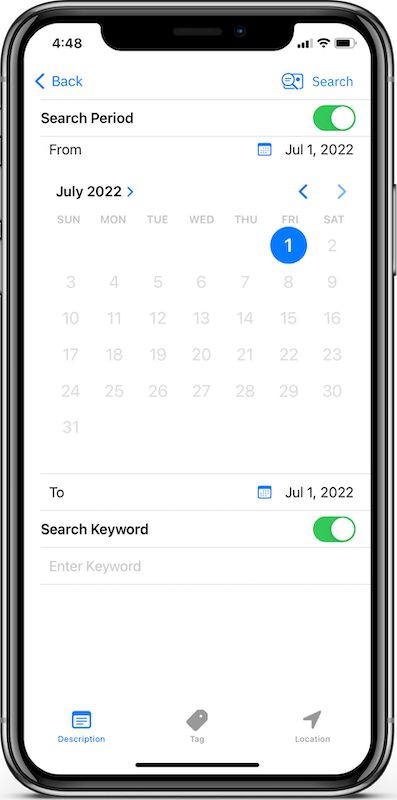 4:48
Back Search
Search Period
From Jul 1, 2022
July 2022
SUN MON TUE WED THU FRI SAT
1 2
3 4 5 6 7 8 9
10 11 12 13 14 15 16
17 18 19 20 21 22 23
24 25 26 27 28 29 30
31
To Jul 1, 2022
Search Keyword
Enter Keyword
Description Tag Location